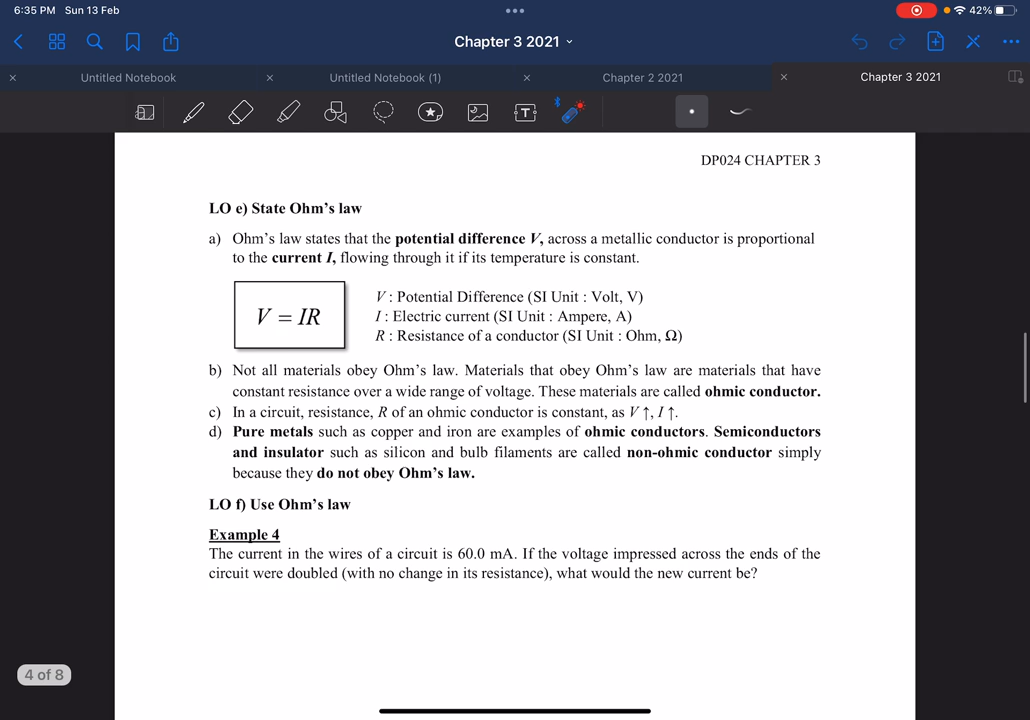 6:35 PM Sun 13 Feb
42%
Chapter 3 2021
Untitled Notebook
Untitled Notebook (1)
Chapter 2 2021
Chapter 3 2021
T
DP024 CHAPTER 3
LO e) State Ohm's law
a) Ohm's law states that the potential difference V, across a metallic conductor is proportional
to the current I, flowing through it if its temperature is constant.
V = IR
V : Potential Difference (SI Unit : Volt, V)
I : Electric current (SI Unit : Ampere, A)
R : Resistance of a conductor (SI Unit : Ohm, Ω)
b) Not all materials obey Ohm's law. Materials that obey Ohm's law are materials that have
constant resistance over a wide range of voltage. These materials are called ohmic conductor.
c) In a circuit, resistance, R of an ohmic conductor is constant, as V ↑, I ↑.
d) Pure metals such as copper and iron are examples of ohmic conductors. Semiconductors
and insulator such as silicon and bulb filaments are called non-ohmic conductor simply
because they do not obey Ohm's law.
LO f) Use Ohm's law
Example 4
The current in the wires of a circuit is 60.0 mA. If the voltage impressed across the ends of the
circuit were doubled (with no change in its resistance), what would the new current be?
4 of 8